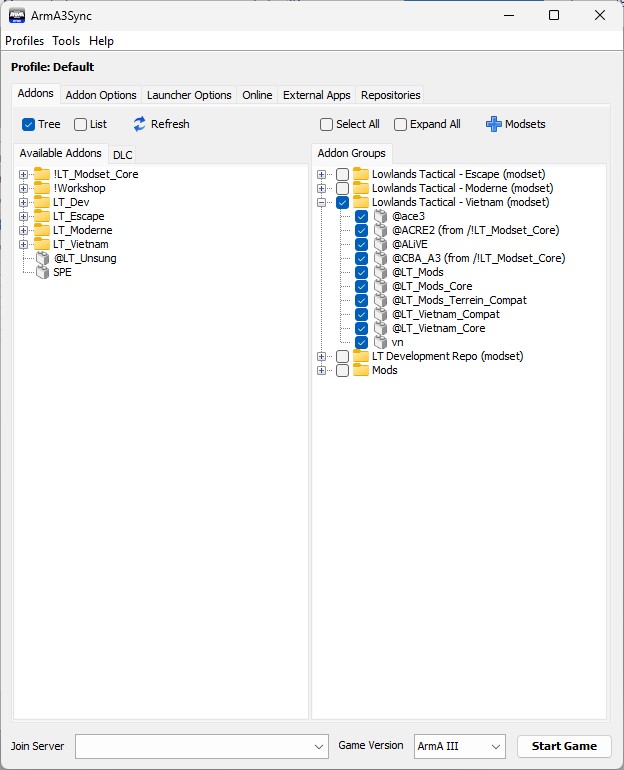 ArmA3Sync
Profiles Tools Help
Profile: Default
Addons Addon Options Launcher Options Online External Apps Repositories
Tree List Refresh Select All Expand All Modsets
Available Addons DLC
!LT_Modset_Core
!Workshop
LT_Dev
LT_Escape
LT_Moderne
LT_Vietnam
@LT_Unsung
SPE
Addon Groups
Lowlands Tactical - Escape (modset)
Lowlands Tactical - Moderne (modset)
Lowlands Tactical - Vietnam (modset)
@ace3
@ACRE2 (from /!LT_Modset_Core)
@ALiVE
@CBA_A3 (from /!LT_Modset_Core)
@LT_Mods
@LT_Mods_Core
@LT_Mods_Terrein_Compat
@LT_Vietnam_Compat
@LT_Vietnam_Core
vn
LT Development Repo (modset)
Mods
Join Server Game Version ArmA III Start Game